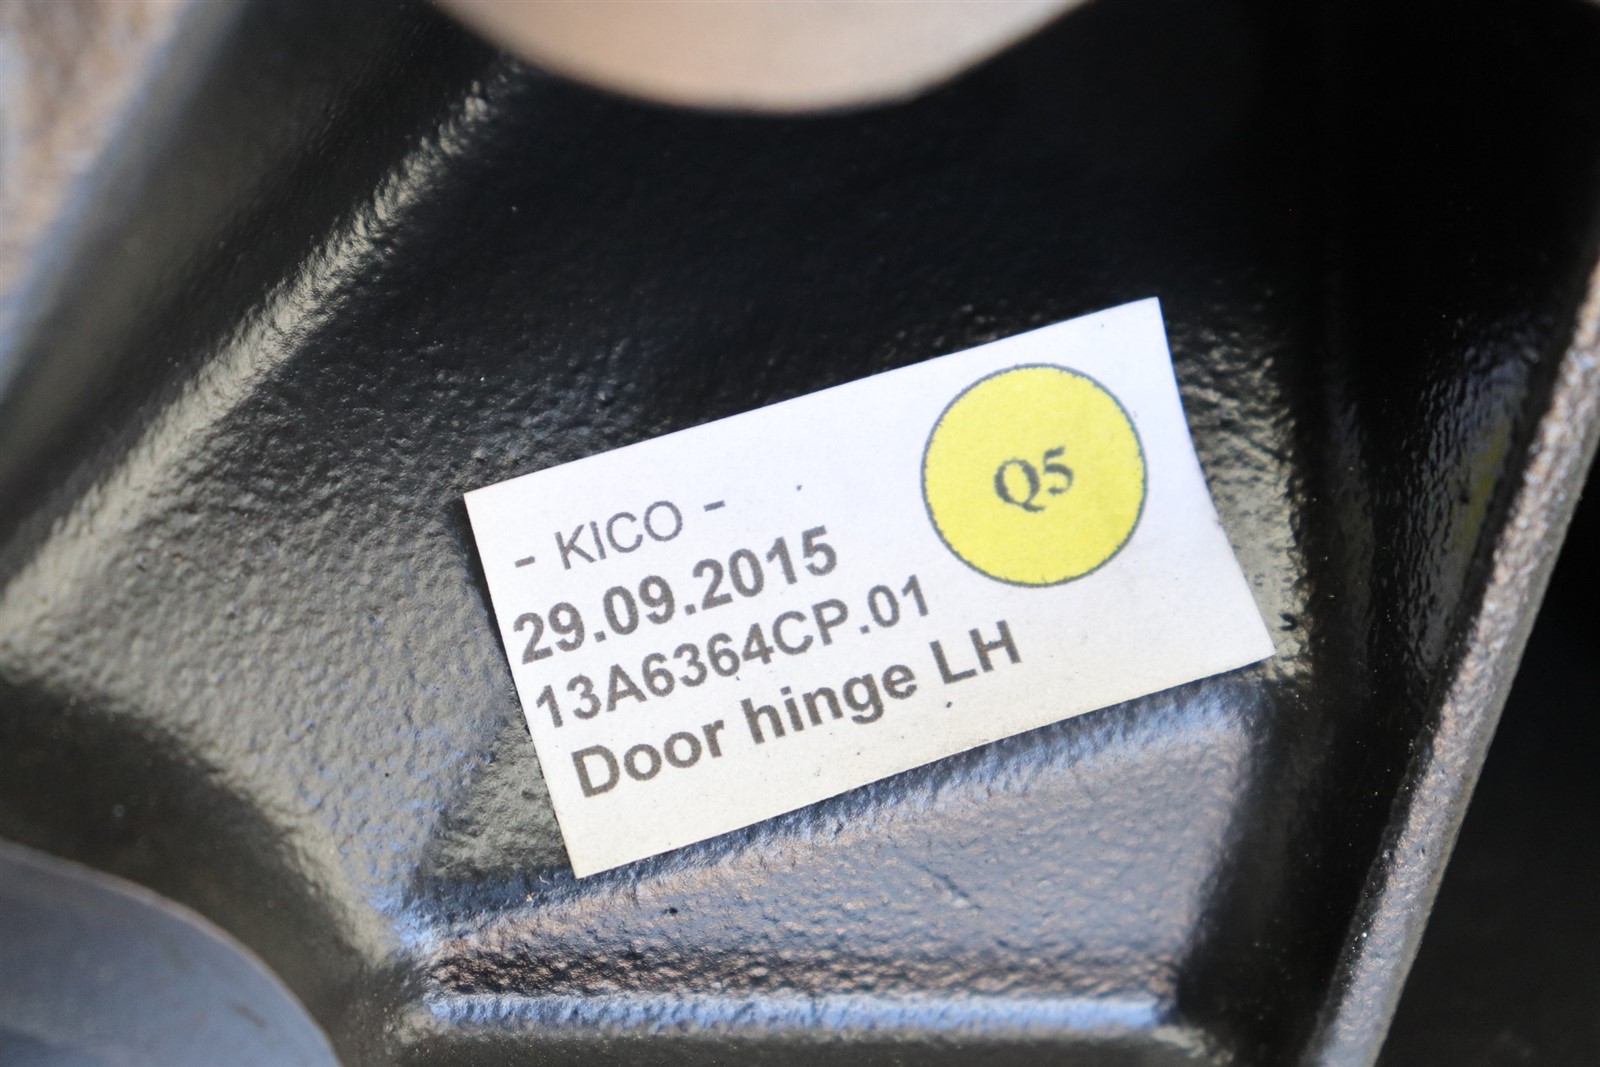 - KICO -
Q5
29.09.2015
13A6364CP.01
Door hinge LH